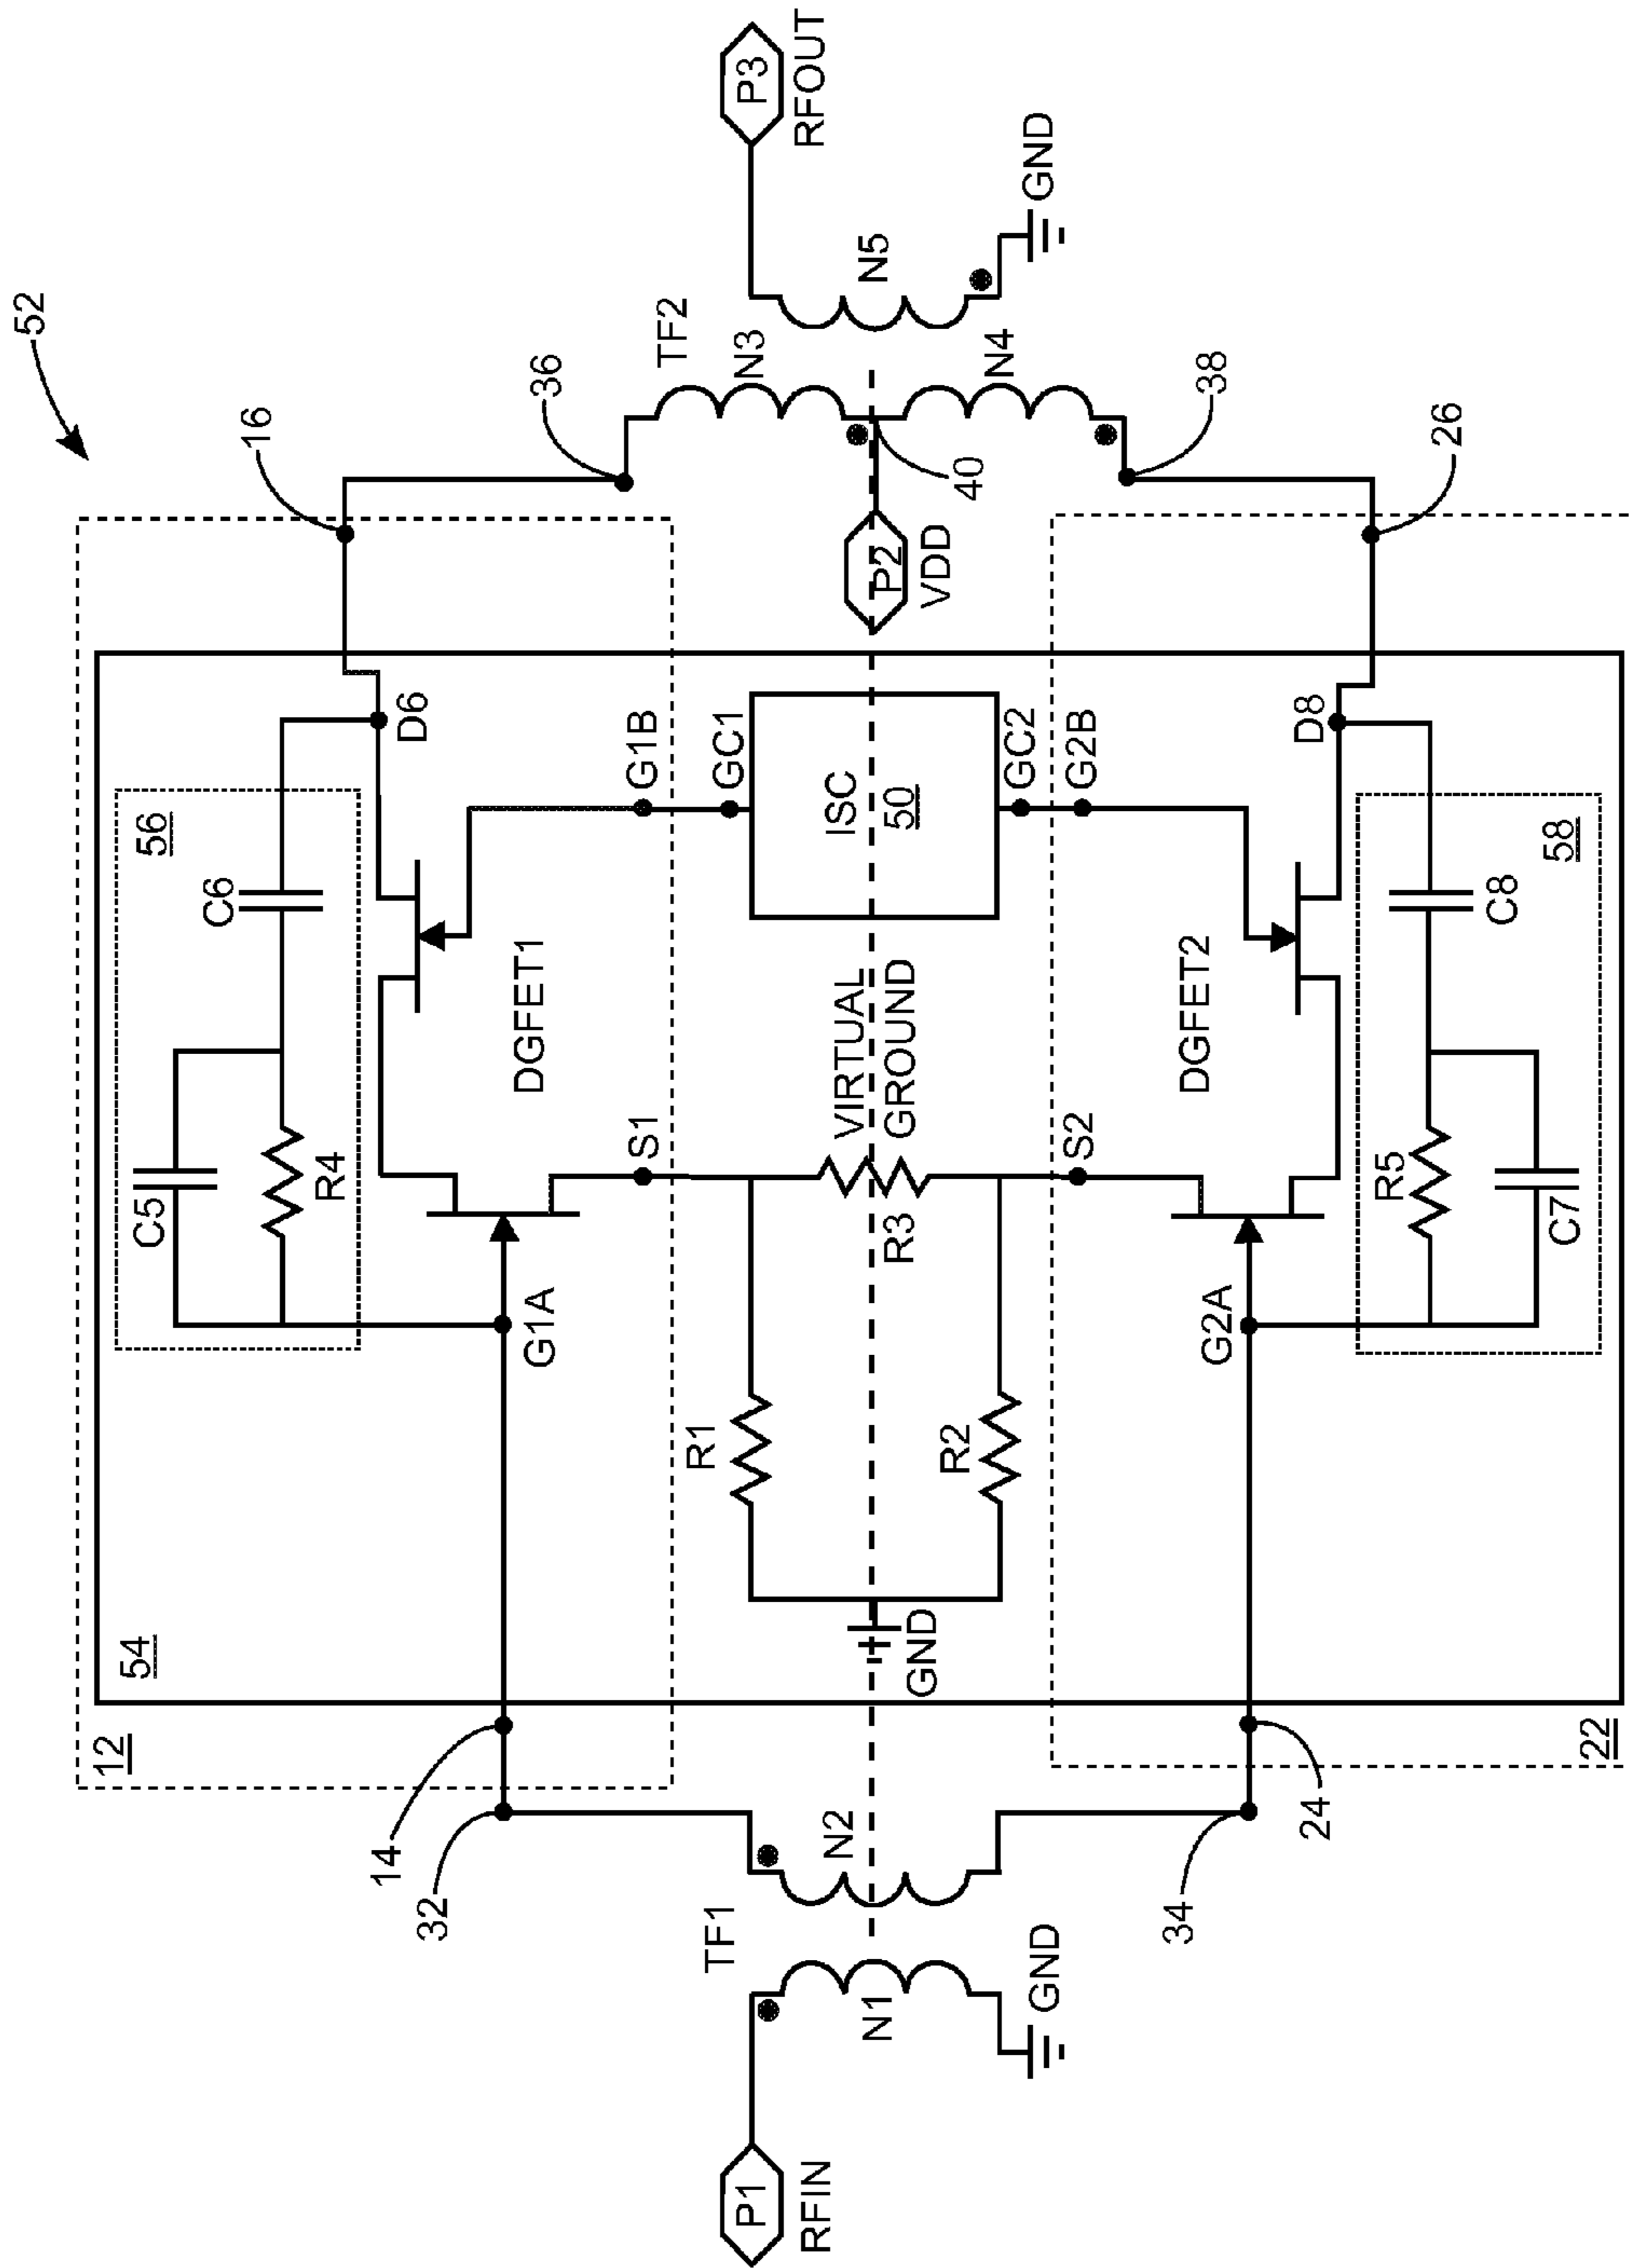 52
12
54
56
C5
C6
R4
D6
16
36
G1A
DGFET1
S1
G1B
GC1
14
32
TF1
N1
N2
P1
RFIN
GND
R1
R2
GND
R3
VIRTUAL
GROUND
ISC
50
GC2
P2
VDD
40
TF2
N3
N4
N5
P3
RFOUT
GND
34
24
S2
G2B
G2A
DGFET2
D8
38
26
R5
C7
C8
58
22